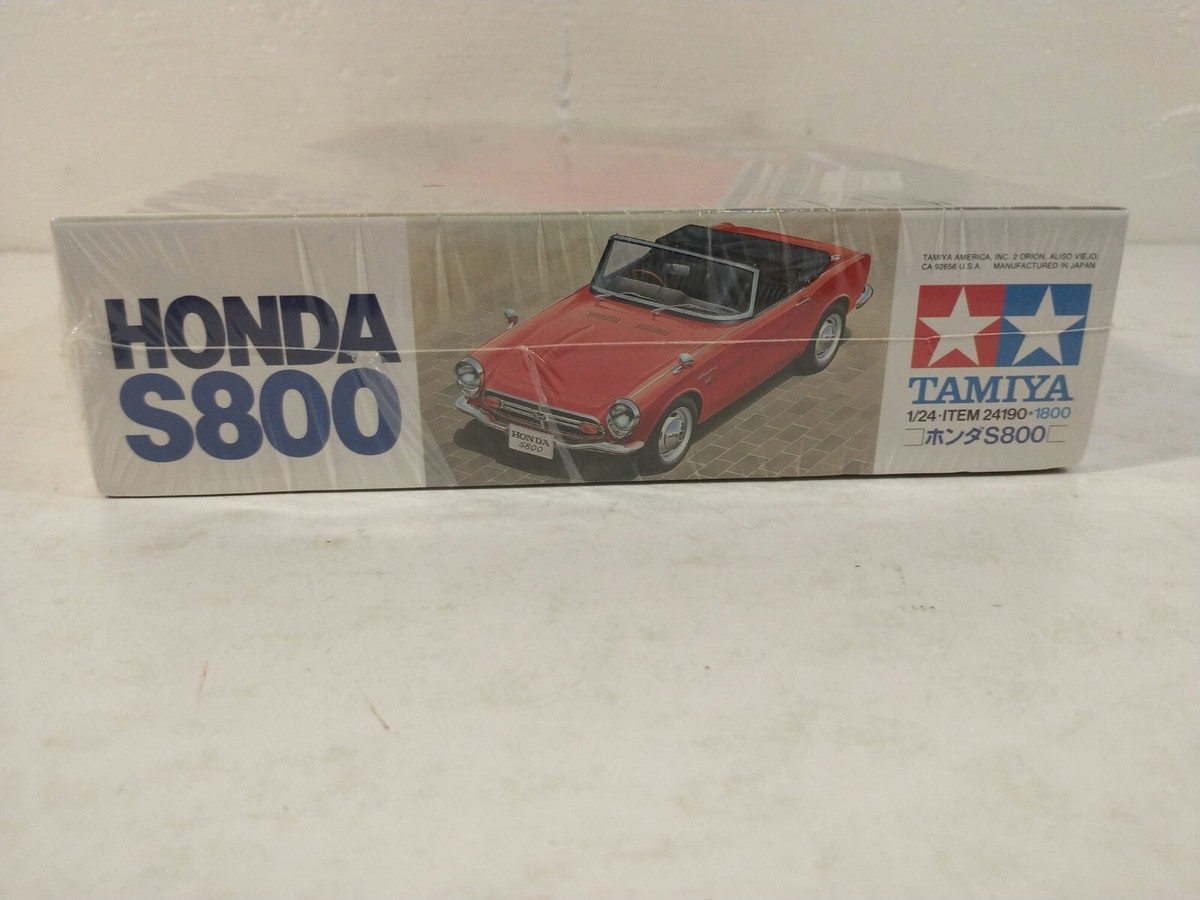 HONDA
S800
HONDA
S800
TAMIYA AMERICA, INC. 2 ORION, ALISO VIEJO,
CA 92656 U.S.A. MANUFACTURED IN JAPAN.
TAMIYA
1/24·ITEM 24190·1800
ホンダS800